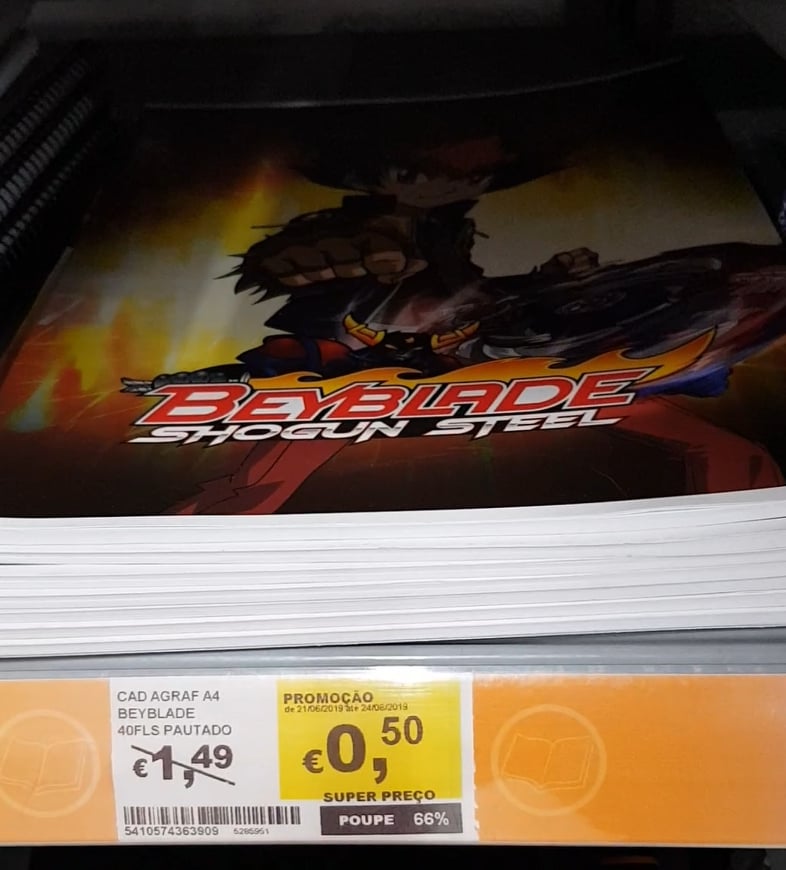 BEYBLADE
SHOGUN STEEL
CAD AGRAF A4
BEYBLADE
40FLS PAUTADO
€1,49
5410574363909 5285951
PROMOÇÃO
de 21/06/2019 até 24/06/2019
€0,50
SUPER PREÇO
POUPE 66%